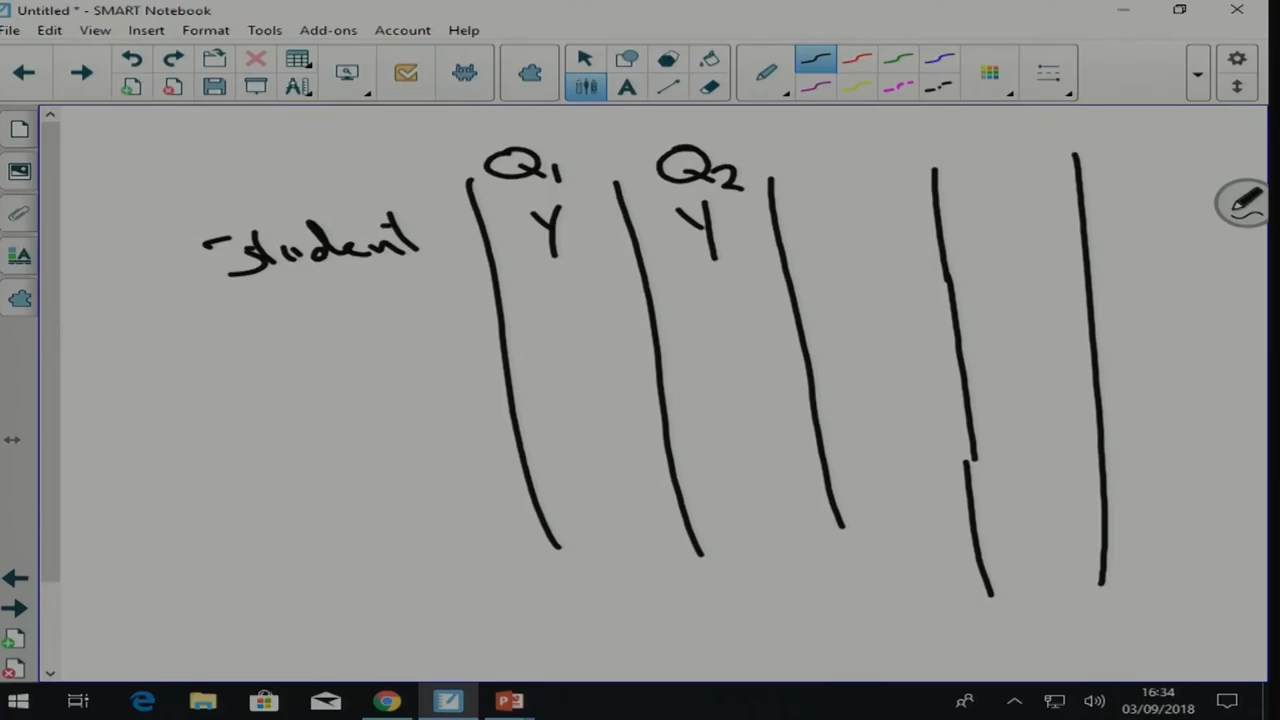 Untitled * - SMART Notebook
File Edit View Insert Format Tools Add-ons Account Help
Q1 Q2
Student Y Y
16:34
03/09/2018